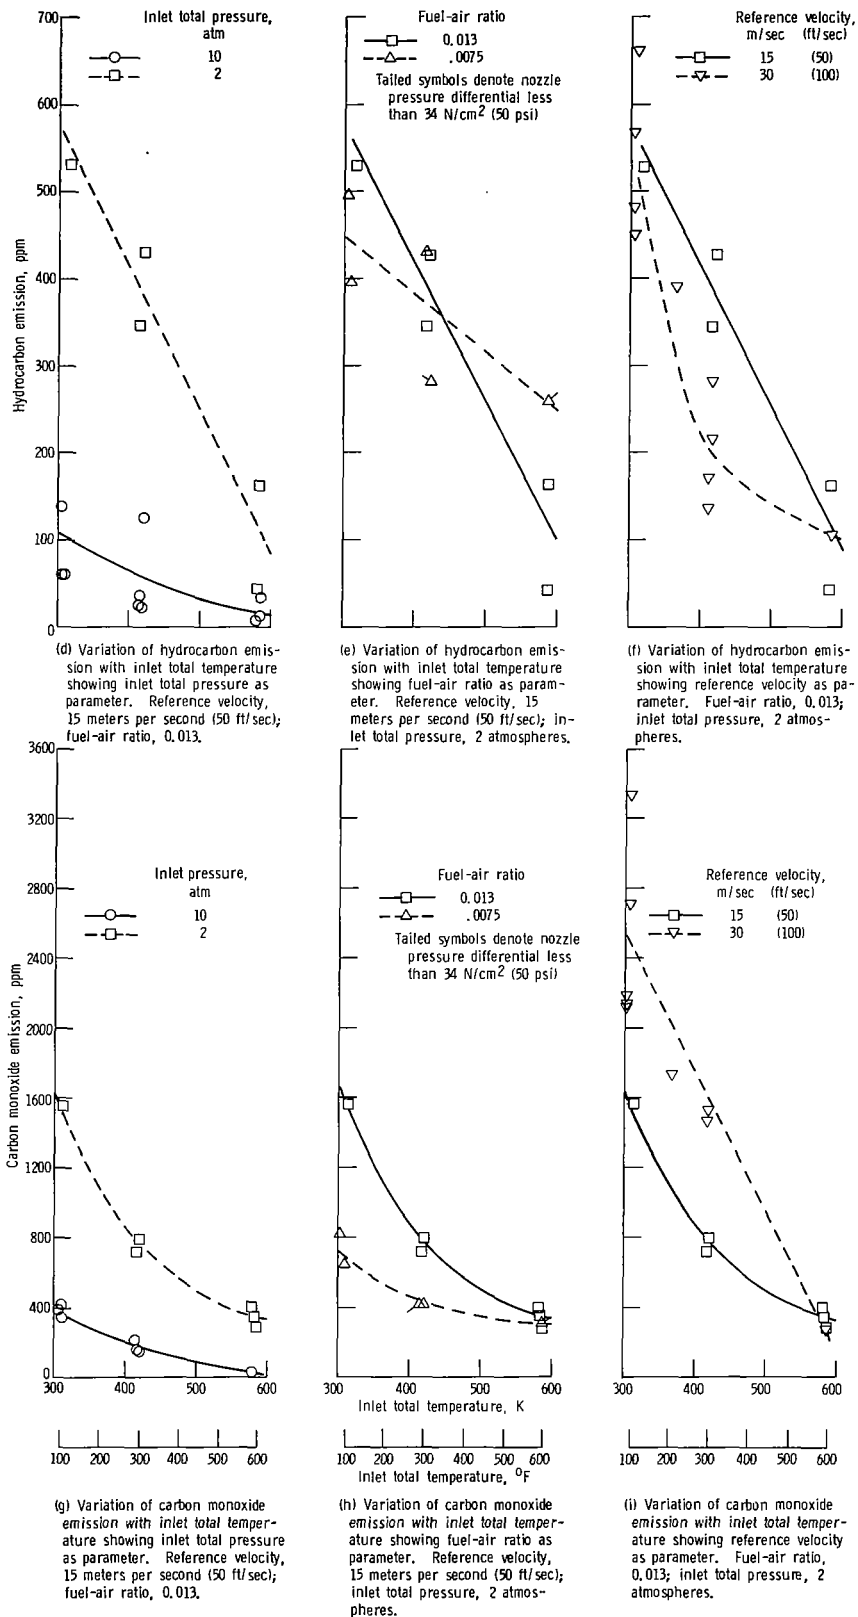 700
600
500
400
300
200
100
0
Hydrocarbon emission, ppm
Inlet total pressure,
atm
10
2
Fuel-air ratio
0.013
.0075
Tailed symbols denote nozzle
pressure differential less
than 34 N/cm² (50 psi)
Reference velocity,
m/sec (ft/sec)
15 (50)
30 (100)
(d) Variation of hydrocarbon emis-
sion with inlet total temperature
showing inlet total pressure as
parameter. Reference velocity,
15 meters per second (50 ft/sec);
fuel-air ratio, 0.013.
(e) Variation of hydrocarbon emis-
sion with inlet total temperature
showing fuel-air ratio as param-
eter. Reference velocity, 15
meters per second (50 ft/sec); in-
let total pressure, 2 atmospheres.
(f) Variation of hydrocarbon emis-
sion with inlet total temperature
showing reference velocity as pa-
rameter. Fuel-air ratio, 0.013;
inlet total pressure, 2 atmos-
pheres.
3600
3200
2800
2400
2000
1600
1200
800
400
0
Carbon monoxide emission, ppm
Inlet pressure,
atm
10
2
Fuel-air ratio
0.013
.0075
Tailed symbols denote nozzle
pressure differential less
than 34 N/cm² (50 psi)
Reference velocity,
m/sec (ft/sec)
15 (50)
30 (100)
300 400 500 600
300 400 500 600
300 400 500 600
Inlet total temperature, K
100 200 300 400 500 600
100 200 300 400 500 600
100 200 300 400 500 600
Inlet total temperature, °F
(g) Variation of carbon monoxide
emission with inlet total temper-
ature showing inlet total pressure
as parameter. Reference velocity,
15 meters per second (50 ft/sec);
fuel-air ratio, 0.013.
(h) Variation of carbon monoxide
emission with inlet total temper-
ature showing fuel-air ratio as
parameter. Reference velocity,
15 meters per second (50 ft/sec);
inlet total pressure, 2 atmos-
pheres.
(i) Variation of carbon monoxide
emission with inlet total temper-
ature showing reference velocity
as parameter. Fuel-air ratio,
0.013; inlet total pressure, 2
atmospheres.